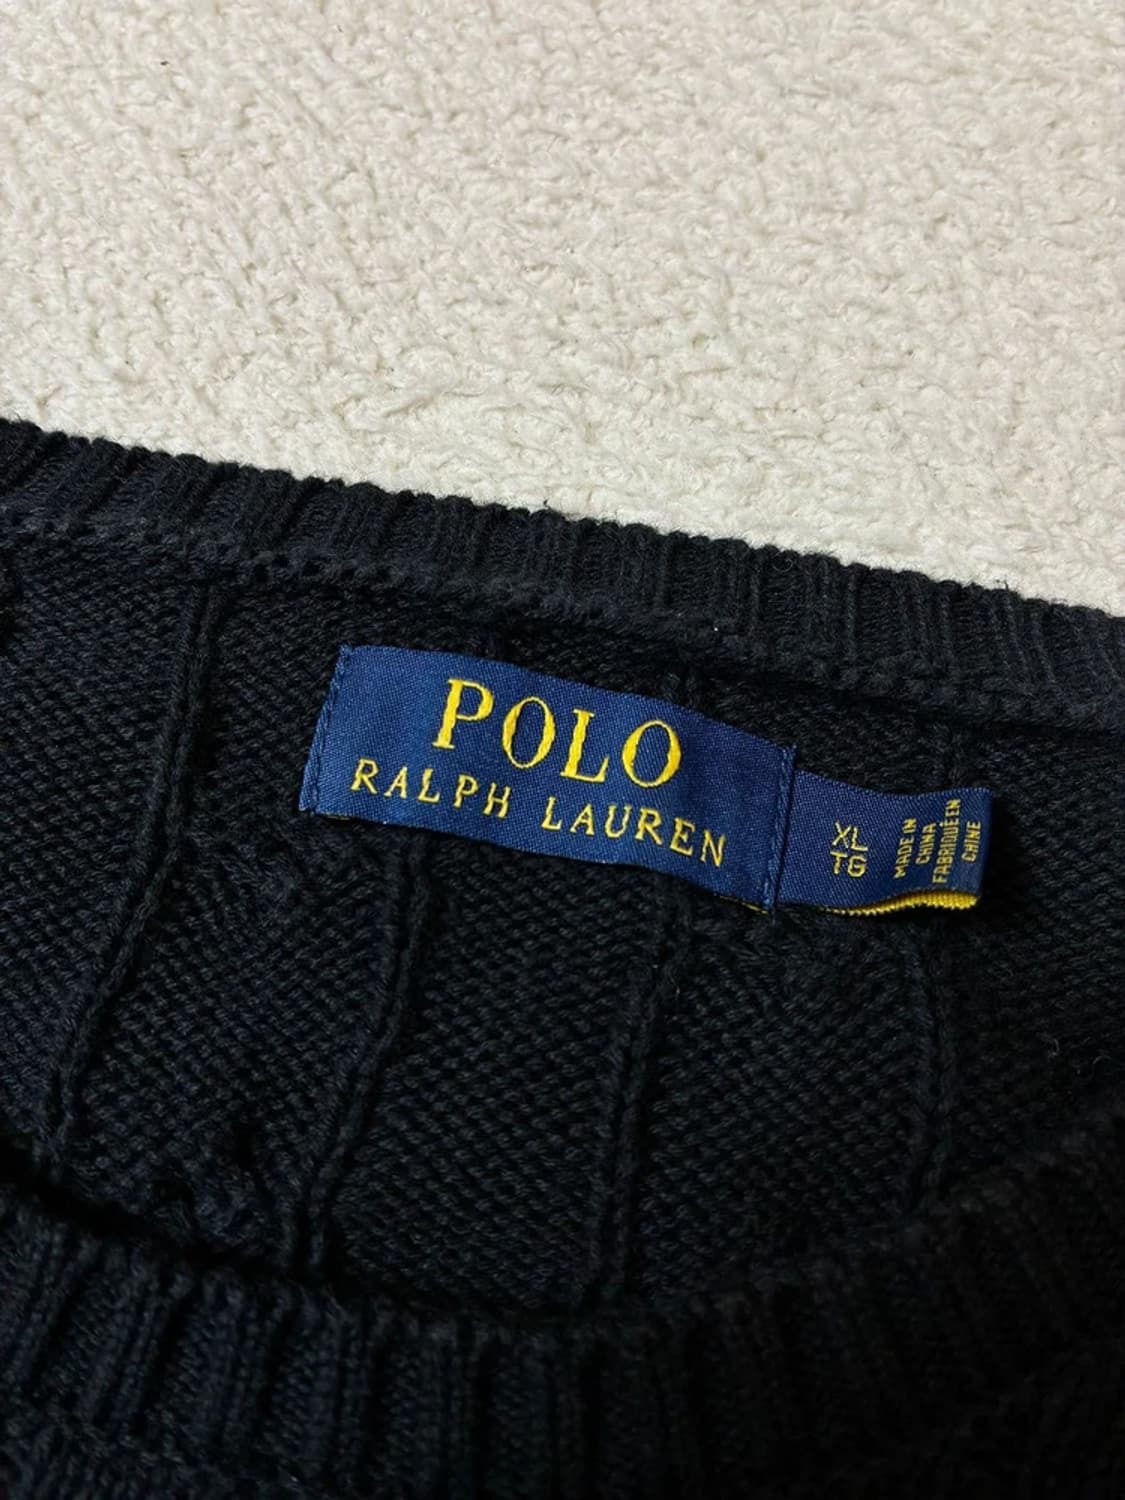 POLO
RALPH LAUREN
XL
TG
MADE IN
CHINA
FABRIQUÉ EN
CHINE